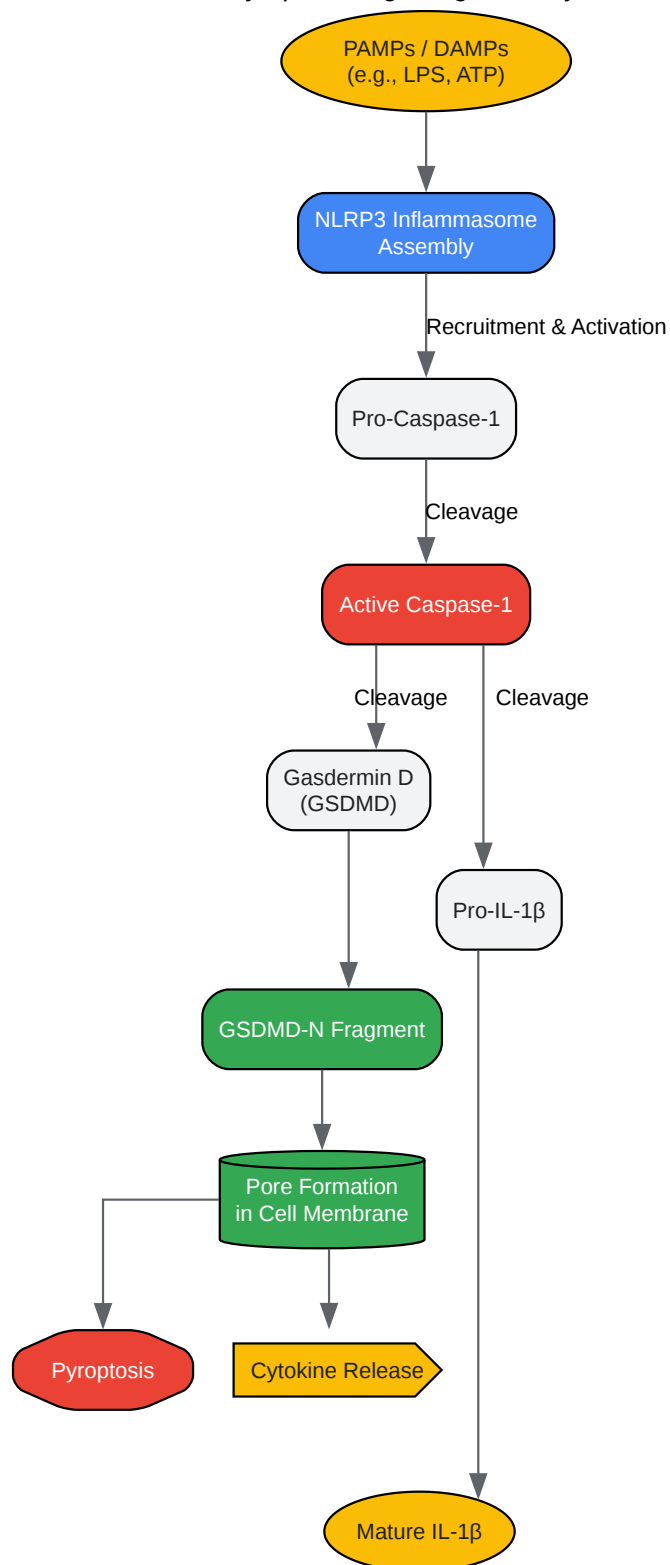 PAMPs / DAMPs
(e.g., LPS, ATP)
NLRP3 Inflammasome
Assembly
Recruitment & Activation
Pro-Caspase-1
Cleavage
Active Caspase-1
Cleavage
Cleavage
Gasdermin D
(GSDMD)
Pro-IL-1β
GSDMD-N Fragment
Pore Formation
in Cell Membrane
Pyroptosis
Cytokine Release
Mature IL-1β